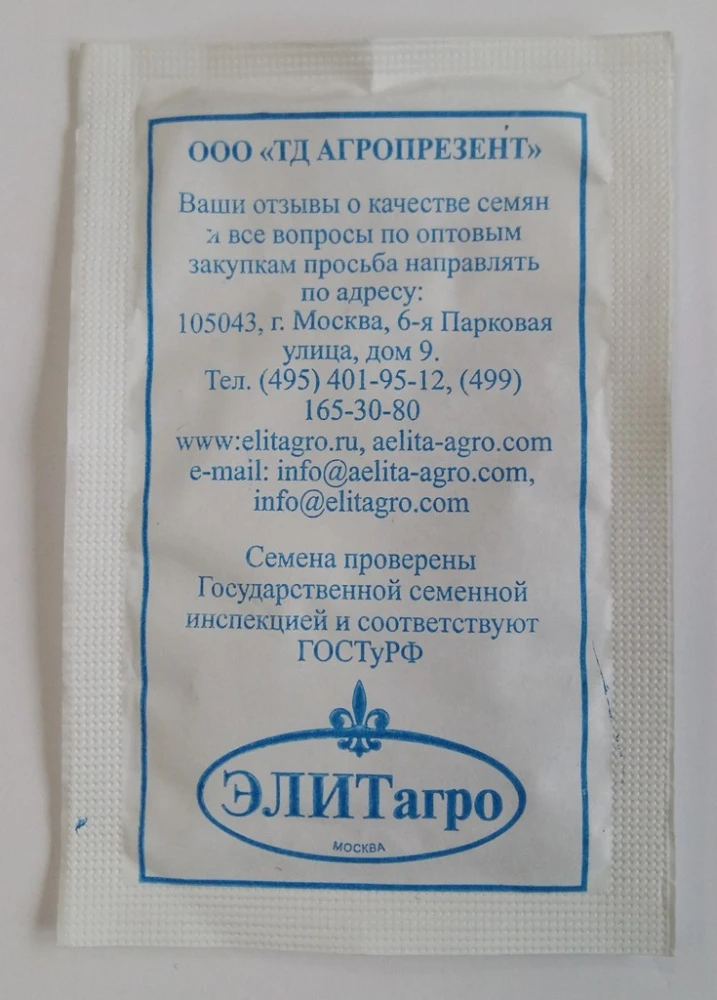 ООО «ТД АГРОПРЕЗЕНТ»
Ваши отзывы о качестве семян
и все вопросы по оптовым
закупкам просьба направлять
по адресу:
105043, г. Москва, 6-я Парковая
улица, дом 9.
Тел. (495) 401-95-12, (499)
165-30-80
www:elitagro.ru, aelita-agro.com
e-mail: info@aelita-agro.com,
info@elitagro.com
Семена проверены
Государственной семенной
инспекцией и соответствуют
ГОСТуРФ
ЭЛИТагро
МОСКВА